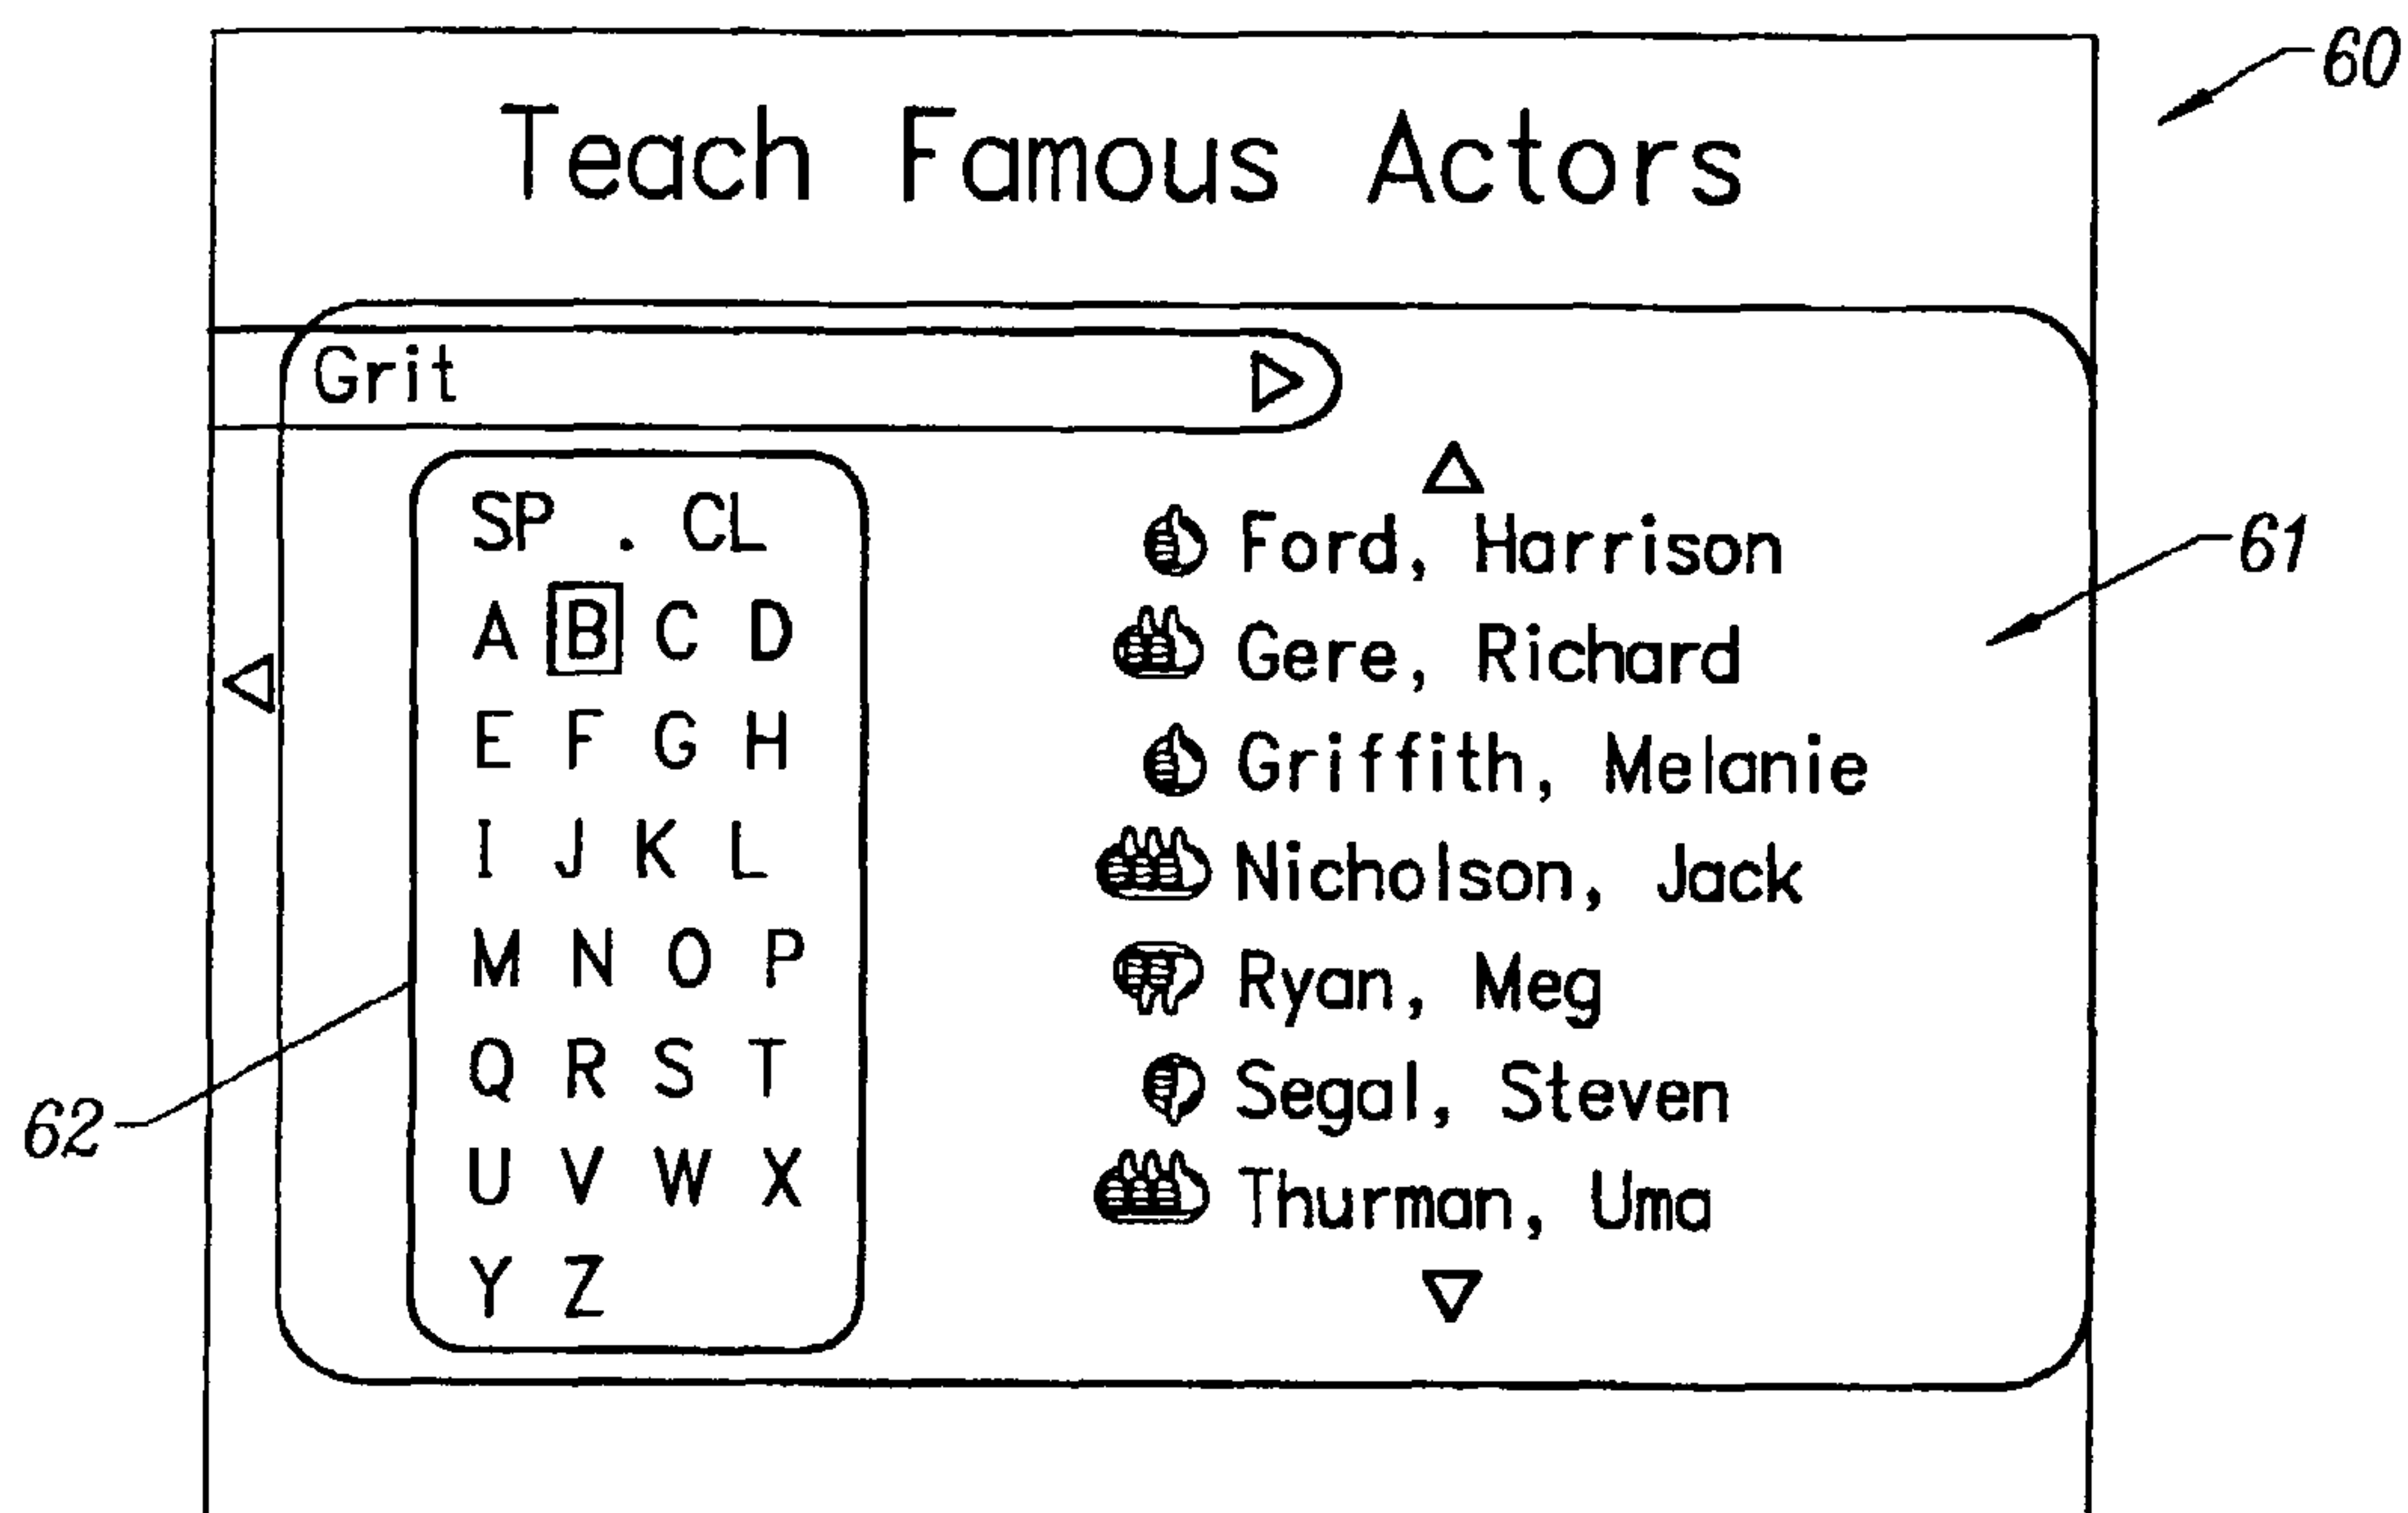 60
Teach Famous Actors
Grit
SP . CL
A B C D
E F G H
I J K L
M N O P
Q R S T
U V W X
Y Z
Ford, Harrison
Gere, Richard
Griffith, Melanie
Nicholson, Jack
Ryan, Meg
Segal, Steven
Thurman, Uma
61
62